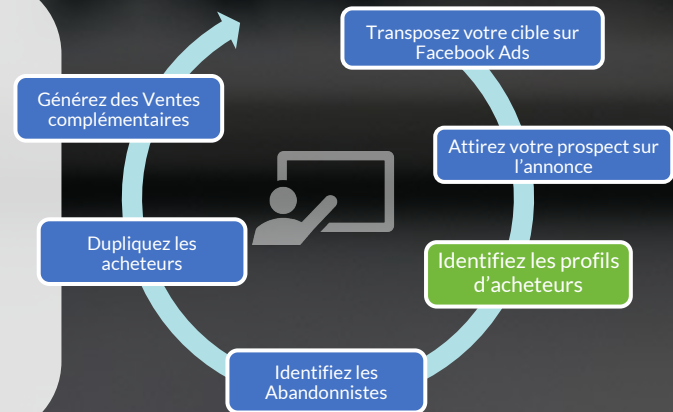 Transposez votre cible sur
Facebook Ads
Attirez votre prospect sur
l’annonce
Identifiez les profils
d’acheteurs
Identifiez les
Abandonnistes
Dupliquez les
acheteurs
Générez des Ventes
complémentaires